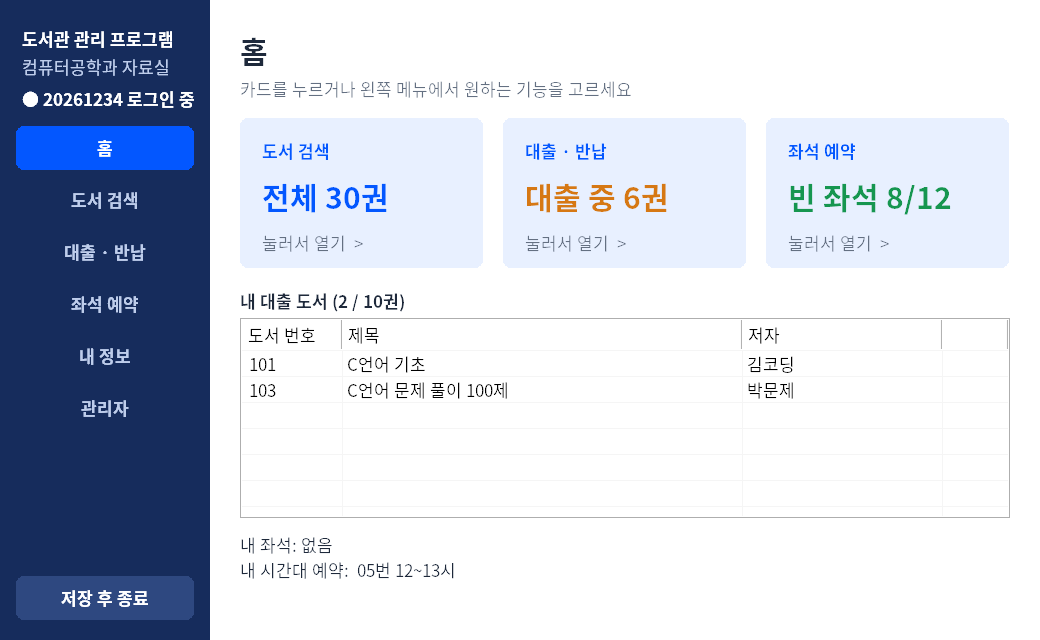 도서관 관리 프로그램
컴퓨터공학과 자료실
● 20261234 로그인 중
홈
도서 검색
대출 · 반납
좌석 예약
내 정보
관리자
저장 후 종료
홈
카드를 누르거나 왼쪽 메뉴에서 원하는 기능을 고르세요
도서 검색
전체 30권
눌러서 열기 >
대출 · 반납
대출 중 6권
눌러서 열기 >
좌석 예약
빈 좌석 8/12
눌러서 열기 >
내 대출 도서 (2 / 10권)
도서 번호 제목 저자
101 C언어 기초 김코딩
103 C언어 문제 풀이 100제 박문제
내 좌석: 없음
내 시간대 예약: 05번 12~13시